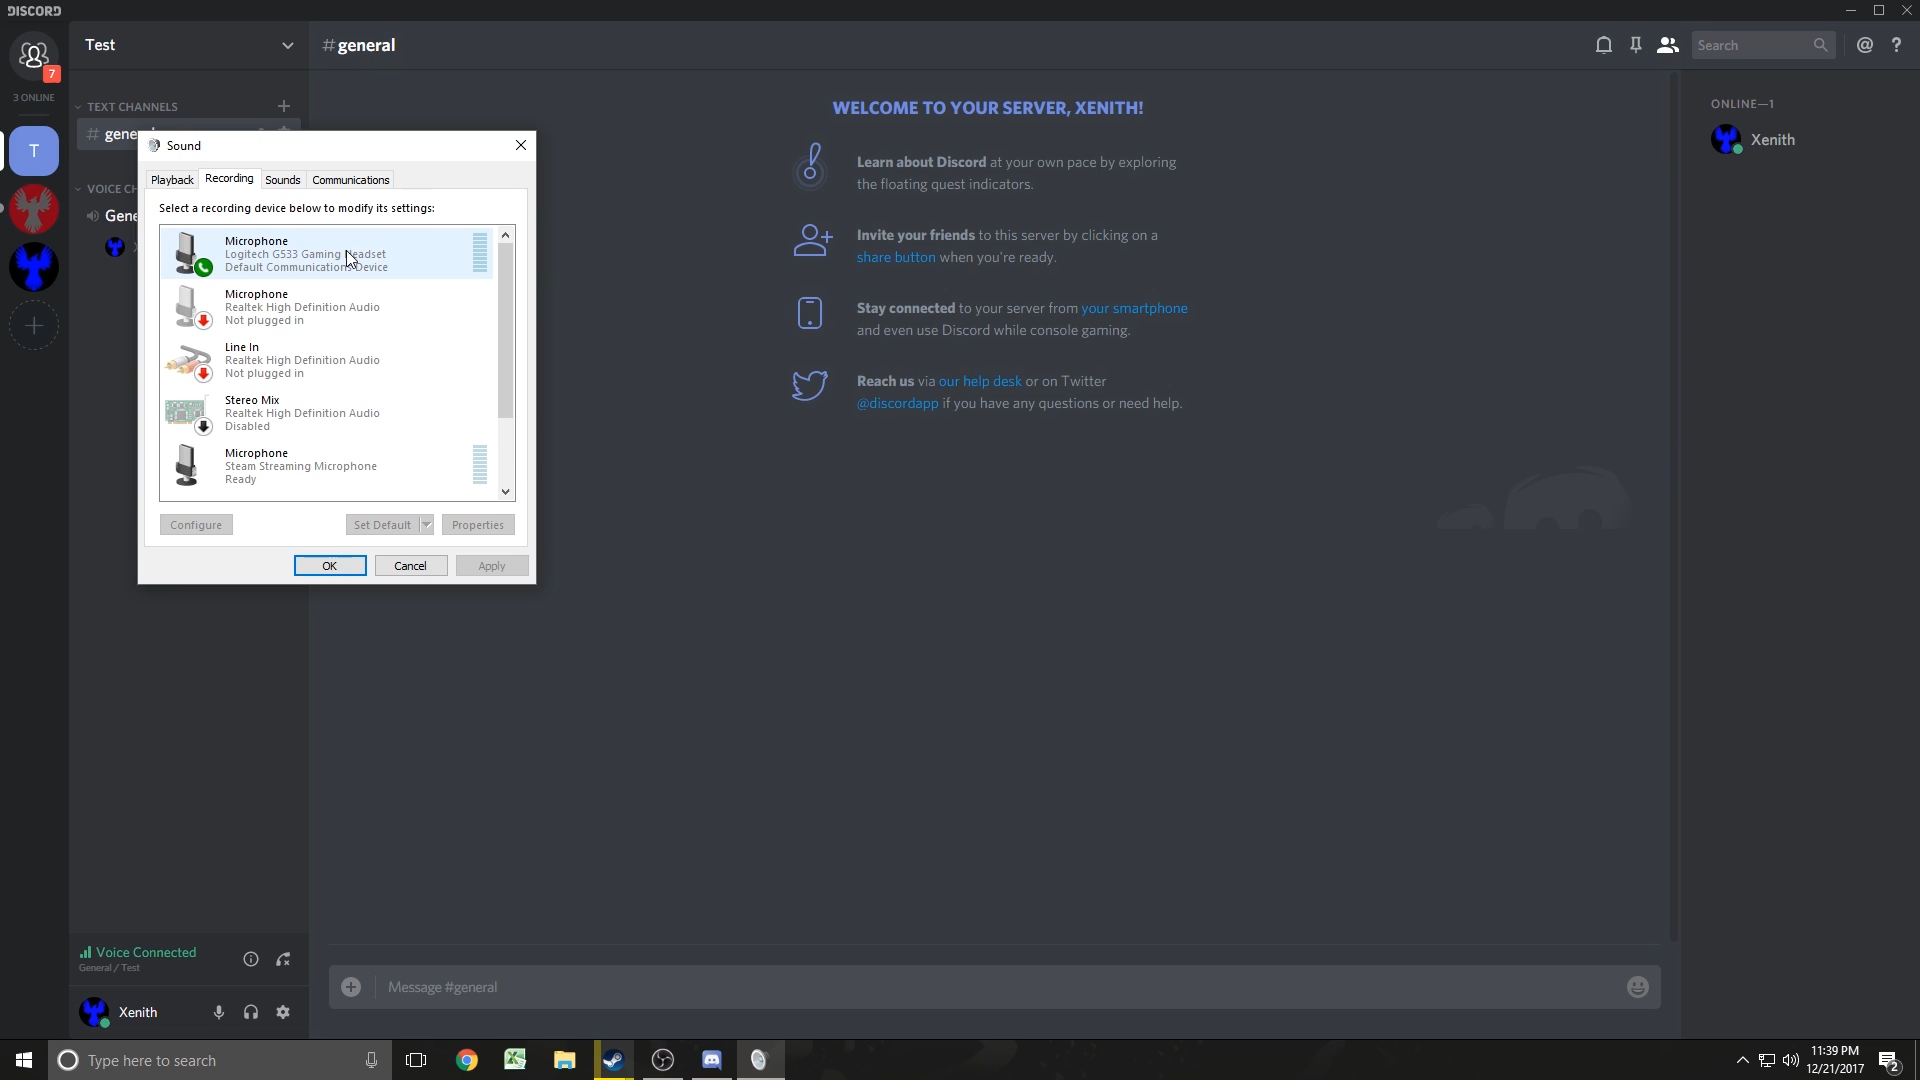 DISCORD
7
3 ONLINE
T
Test
TEXT CHANNELS
# gene
VOICE CH
Gene
# general
Search
@ ?
WELCOME TO YOUR SERVER, XENITH!
Learn about Discord at your own pace by exploring
the floating quest indicators.
Invite your friends to this server by clicking on a
share button when you're ready.
Stay connected to your server from your smartphone
and even use Discord while console gaming.
Reach us via our help desk or on Twitter
@discordapp if you have any questions or need help.
ONLINE—1
Xenith
Sound
Playback Recording Sounds Communications
Select a recording device below to modify its settings:
Microphone
Logitech G533 Gaming Headset
Default Communications Device
Microphone
Realtek High Definition Audio
Not plugged in
Line In
Realtek High Definition Audio
Not plugged in
Stereo Mix
Realtek High Definition Audio
Disabled
Microphone
Steam Streaming Microphone
Ready
Configure Set Default Properties
OK Cancel Apply
Voice Connected
General / Test
Xenith
Message #general
Type here to search
11:39 PM
12/21/2017
2